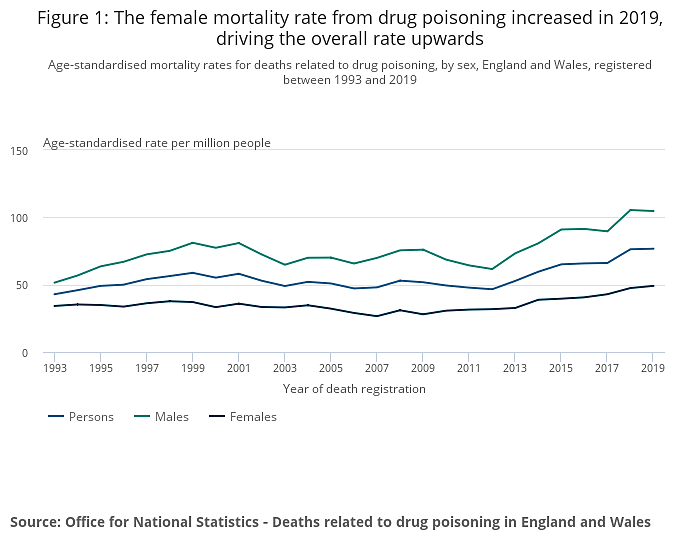 Figure 1: The female mortality rate from drug poisoning increased in 2019,
driving the overall rate upwards
Age-standardised mortality rates for deaths related to drug poisoning, by sex, England and Wales, registered
between 1993 and 2019
Age-standardised rate per million people
150
100
50
0
1993 1995 1997 1999 2001 2003 2005 2007 2009 2011 2013 2015 2017 2019
Year of death registration
Persons Males Females
Source: Office for National Statistics - Deaths related to drug poisoning in England and Wales